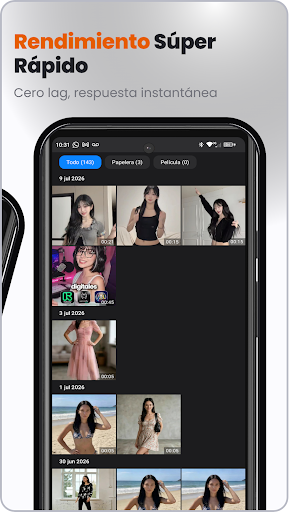 Rendimiento Súper
Rápido
Cero lag, respuesta instantánea
10:31
Todo (143)
Papelera (3)
Película (0)
9 jul 2026
00:21
00:15
00:15
digitales
00:45
3 jul 2026
00:05
1 jul 2026
00:05
00:05
30 jun 2026